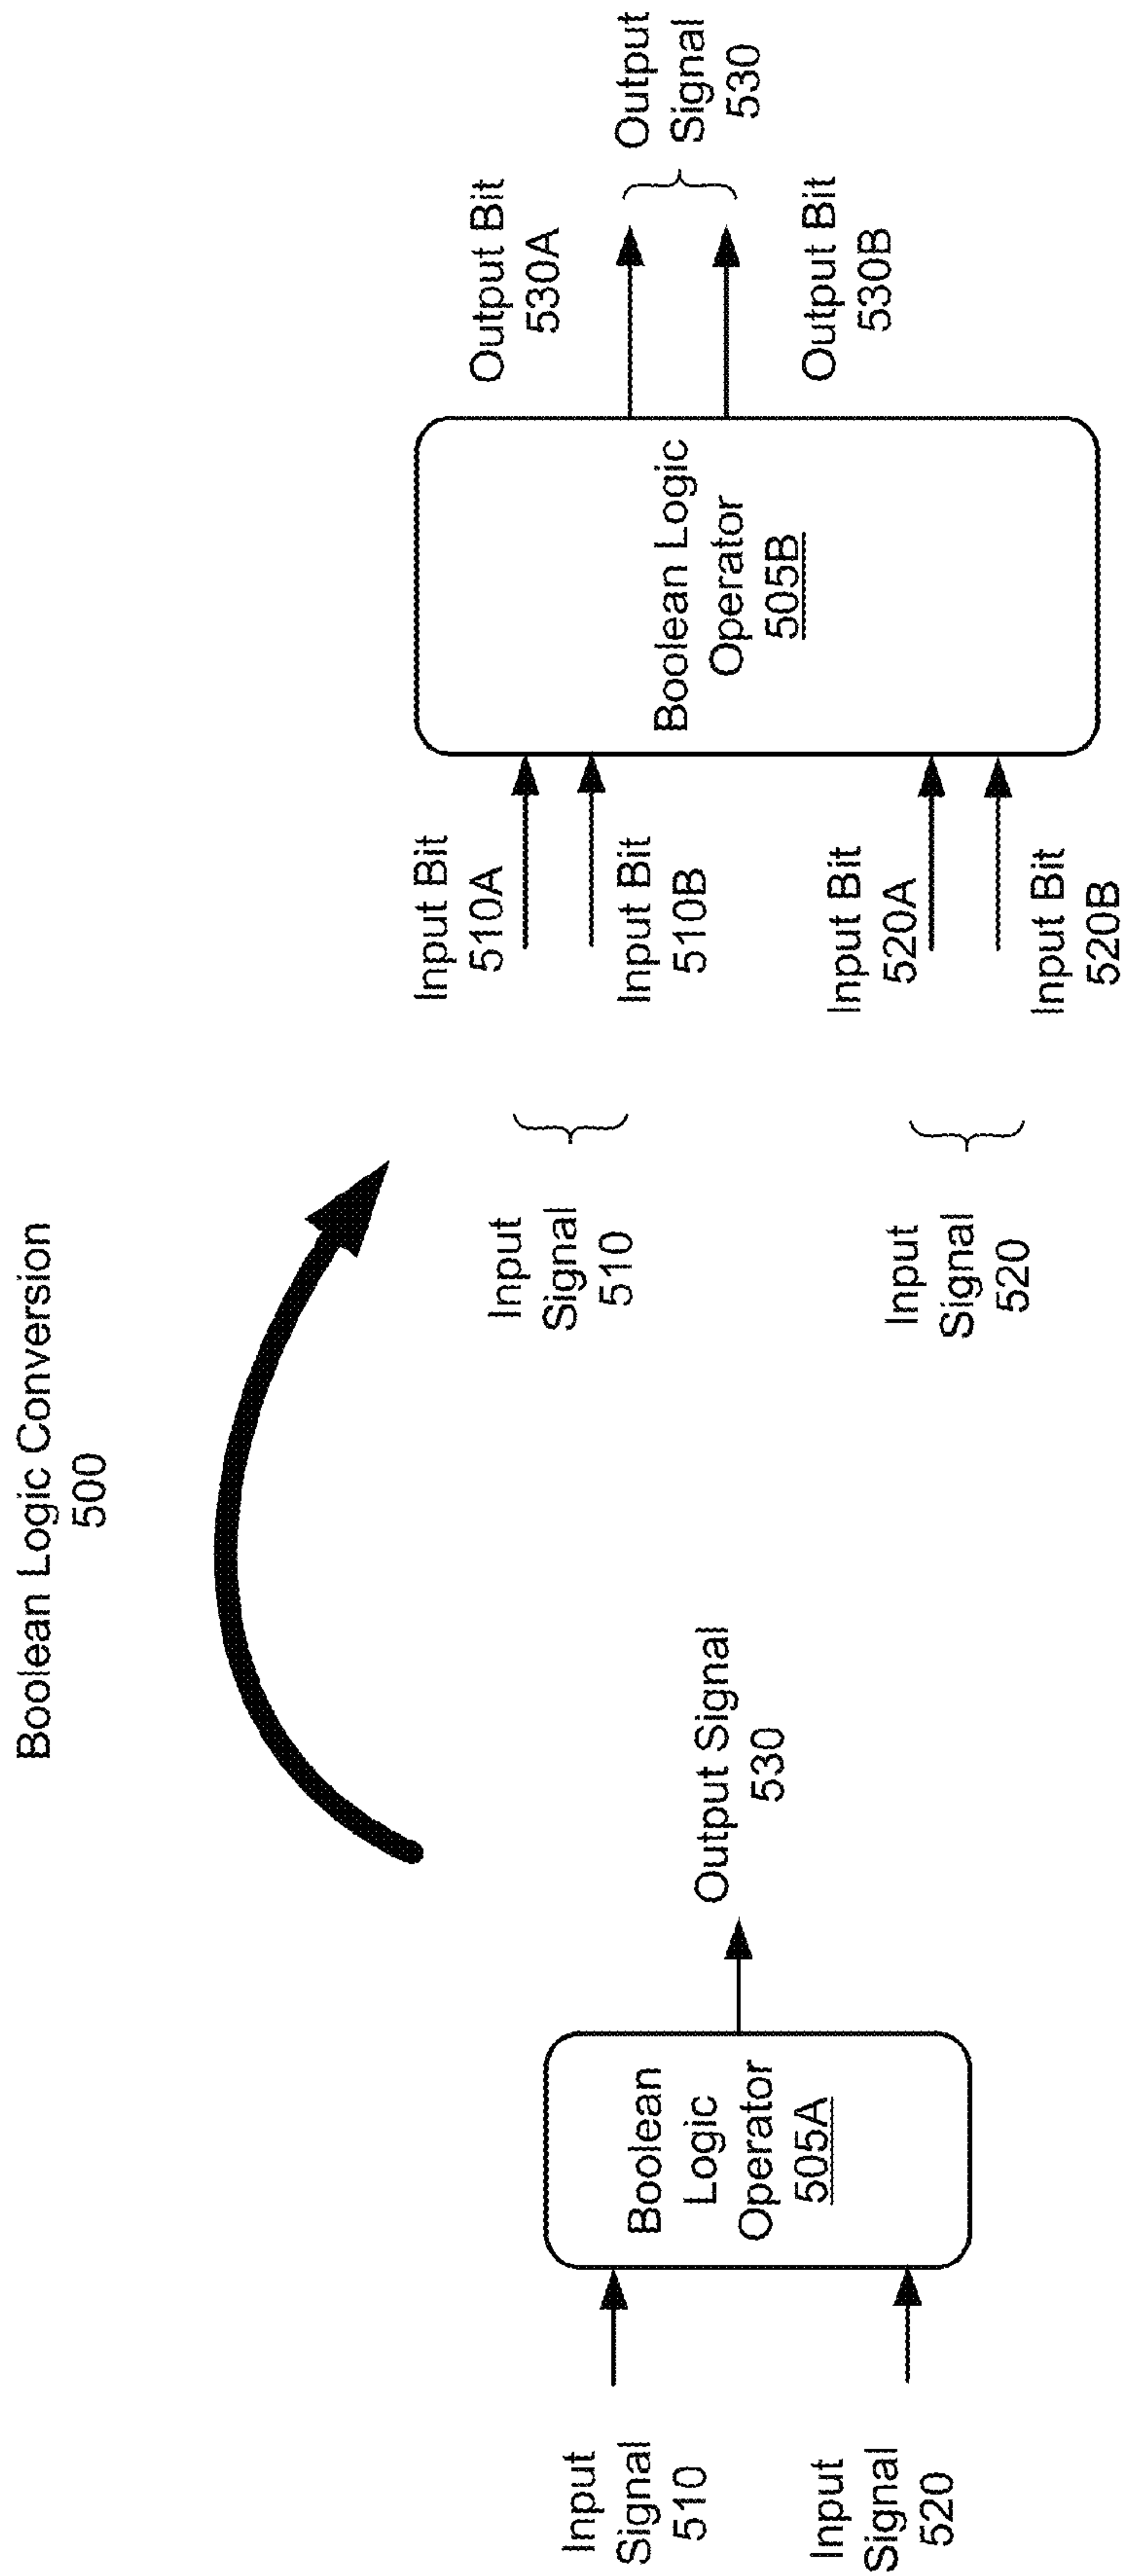 Boolean Logic Conversion
500
Input
Signal
510
Input
Signal
520
Boolean
Logic
Operator
505A
Output Signal
530
Input
Signal
510
Input
Signal
520
Input Bit
510A
Input Bit
510B
Input Bit
520A
Input Bit
520B
Boolean Logic
Operator
505B
Output Bit
530A
Output Bit
530B
Output
Signal
530